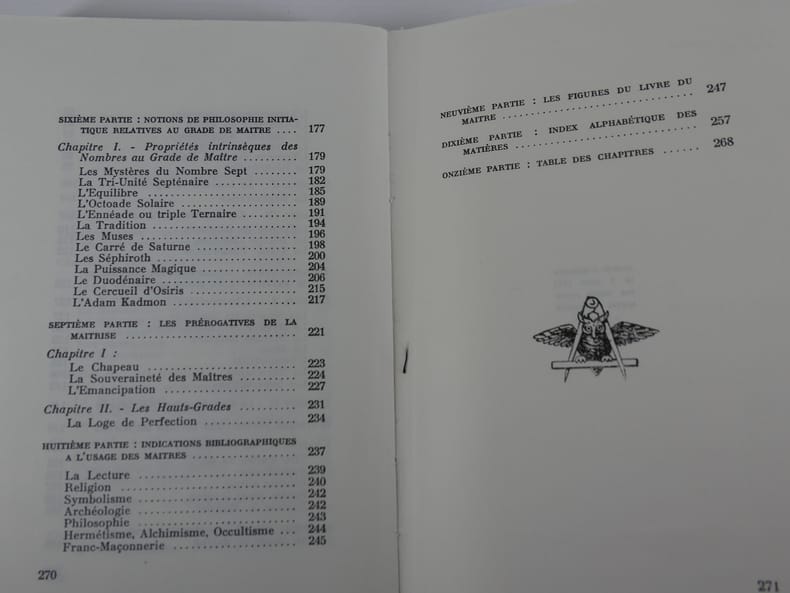 SIXIÈME PARTIE : NOTIONS DE PHILOSOPHIE INITIA-
TIQUE RELATIVES AU GRADE DE MAITRE .... 177
Chapitre I. - Propriétés intrinsèques des
Nombres au Grade de Maître .......... 179
Les Mystères du Nombre Sept ........ 179
La Tri-Unité Septénaire .............. 182
L'Equilibre ........................ 185
L'Octoade Solaire .................. 189
L'Ennéade ou triple Ternaire .......... 191
La Tradition ...................... 194
Les Muses ........................ 196
Le Carré de Saturne ................ 198
Les Séphiroth ...................... 200
La Puissance Magique ................ 204
Le Duodénaire ...................... 206
Le Cercueil d'Osiris .................. 215
L'Adam Kadmon .................... 217
SEPTIÈME PARTIE : LES PRÉROGATIVES DE LA
MAITRISE .......................... 221
Chapitre I :
Le Chapeau ........................ 223
La Souveraineté des Maîtres .......... 224
L'Emancipation .................... 227
Chapitre II. - Les Hauts-Grades .......... 231
La Loge de Perfection ................ 234
HUITIÈME PARTIE : INDICATIONS BIBLIOGRAPHIQUES
A L'USAGE DES MAITRES ................ 237
La Lecture ........................ 239
Religion .......................... 240
Symbolisme ........................ 242
Archéologie ........................ 242
Philosophie ........................ 243
Hermétisme, Alchimisme, Occultisme ... 244
Franc-Maçonnerie .................... 245
270
NEUVIÈME PARTIE : LES FIGURES DU LIVRE DU
MAITRE .............................. 247
DIXIÈME PARTIE : INDEX ALPHABÉTIQUE DES
MATIÈRES ............................ 257
ONZIÈME PARTIE : TABLE DES CHAPITRES ...... 268
271